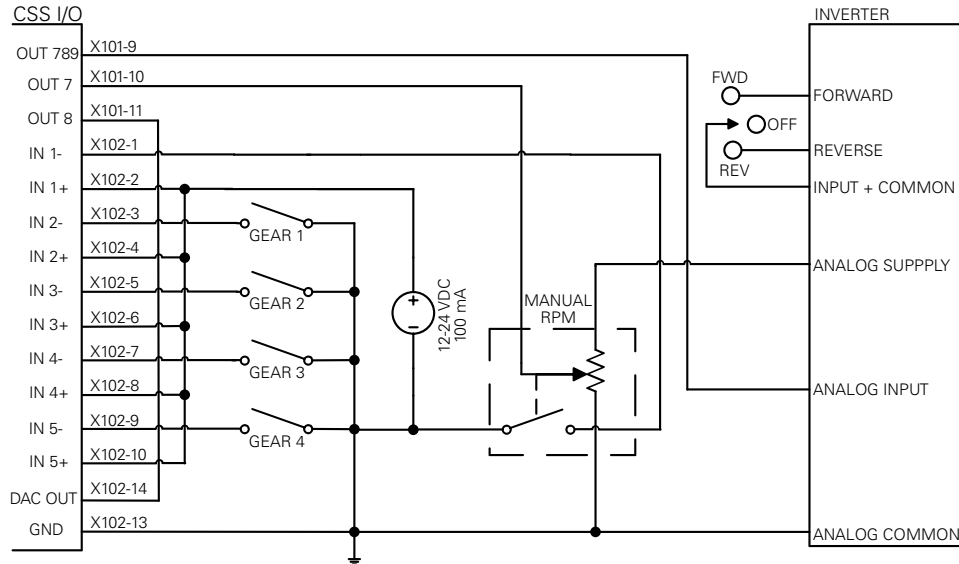 CSS I/O
OUT 789
X101-9
OUT 7
X101-10
OUT 8
X101-11
IN 1-
X102-1
IN 1+
X102-2
IN 2-
X102-3
IN 2+
X102-4
IN 3-
X102-5
IN 3+
X102-6
IN 4-
X102-7
IN 4+
X102-8
IN 5-
X102-9
IN 5+
X102-10
DAC OUT
X102-14
GND
X102-13
GEAR 1
GEAR 2
GEAR 3
GEAR 4
+
−
12-24 VDC
100 mA
MANUAL
RPM
FWD
OFF
REV
INVERTER
FORWARD
REVERSE
INPUT + COMMON
ANALOG SUPPPLY
ANALOG INPUT
ANALOG COMMON